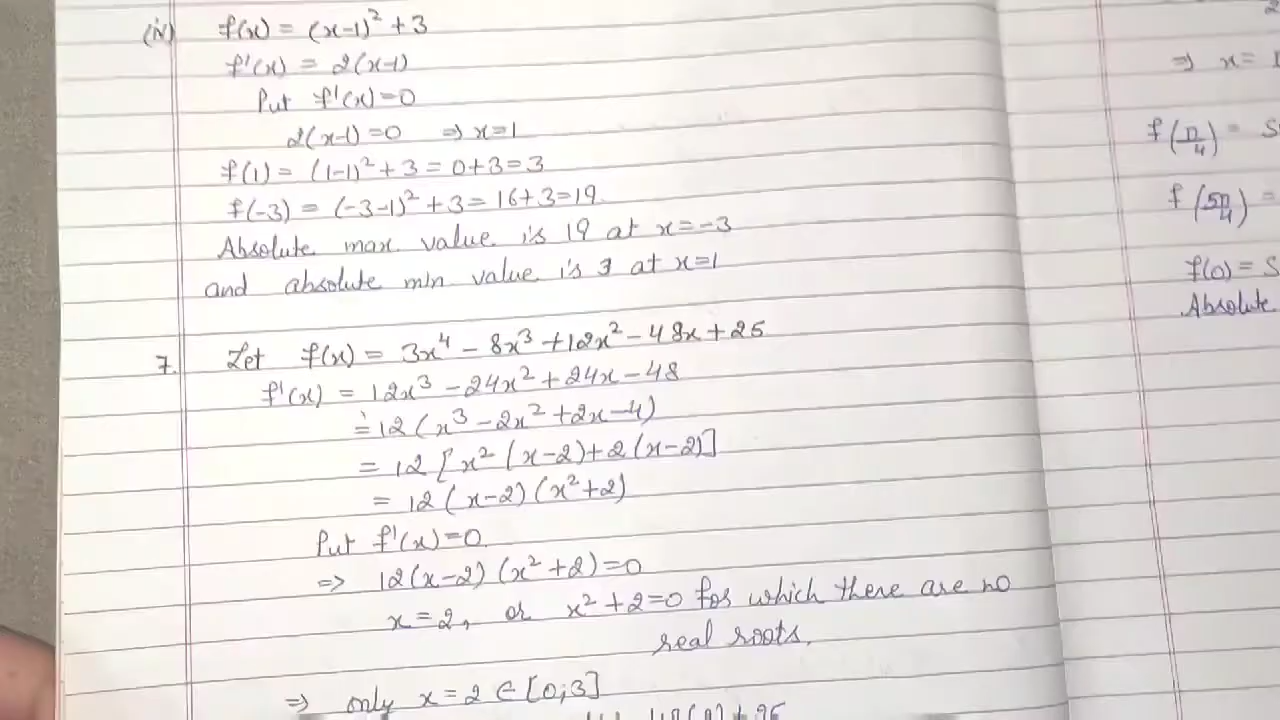 (iv) f(x) = (x-1)² + 3
f'(x) = 2(x-1)
Put f'(x)=0
2(x-1)=0 ⇒ x=1
f(1) = (1-1)² + 3 = 0+3=3
f(-3) = (-3-1)² + 3 = 16+3=19.
Absolute max value is 19 at x=-3
and absolute min value is 3 at x=1
7. Let f(x) = 3x⁴ - 8x³ + 12x² - 48x + 25
f'(x) = 12x³ - 24x² + 24x - 48
= 12(x³ - 2x² + 2x - 4)
= 12[x²(x-2)+2(x-2)]
= 12(x-2)(x²+2)
Put f'(x)=0
⇒ 12(x-2)(x²+2)=0
x=2, or x²+2=0 for which there are no
real roots.
⇒ only x=2 ∈ [0,3]
⇒ x=
f(π/4) =
f(5π/4) =
f(0) =
Absolute